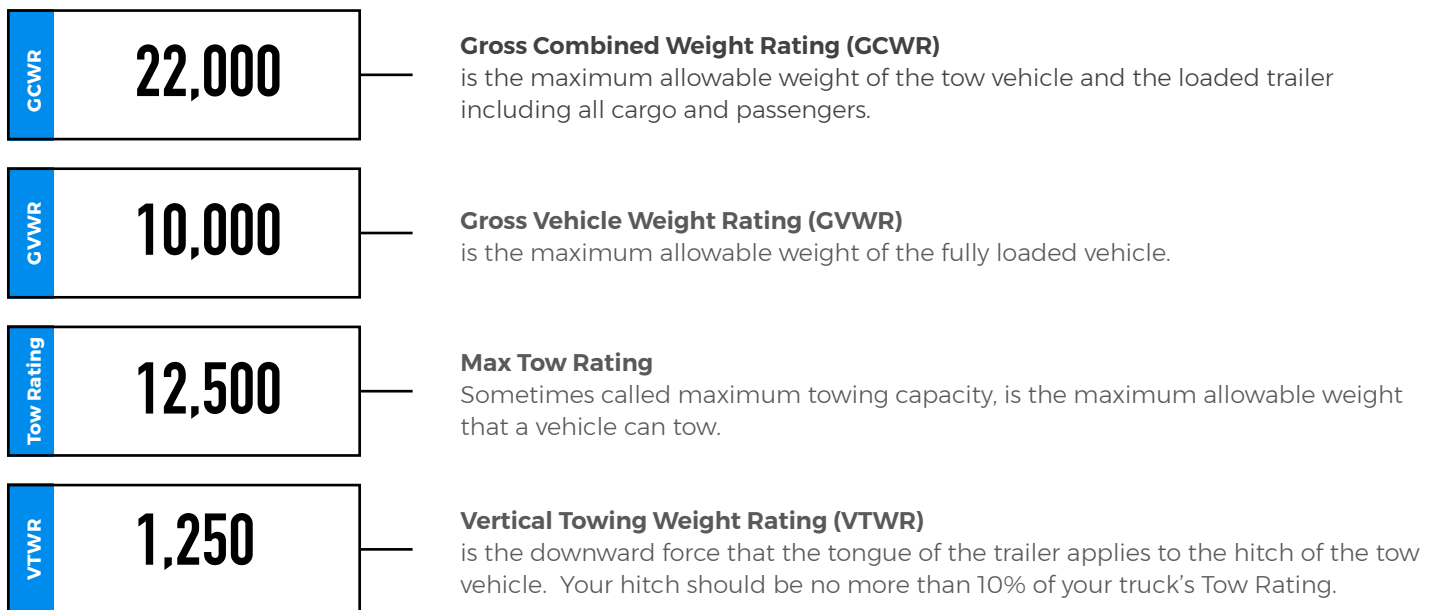 GCWR
22,000
Gross Combined Weight Rating (GCWR)
is the maximum allowable weight of the tow vehicle and the loaded trailer
including all cargo and passengers.
GVWR
10,000
Gross Vehicle Weight Rating (GVWR)
is the maximum allowable weight of the fully loaded vehicle.
Tow Rating
12,500
Max Tow Rating
Sometimes called maximum towing capacity, is the maximum allowable weight
that a vehicle can tow.
VTWR
1,250
Vertical Towing Weight Rating (VTWR)
is the downward force that the tongue of the trailer applies to the hitch of the tow
vehicle.  Your hitch should be no more than 10% of your truck’s Tow Rating.